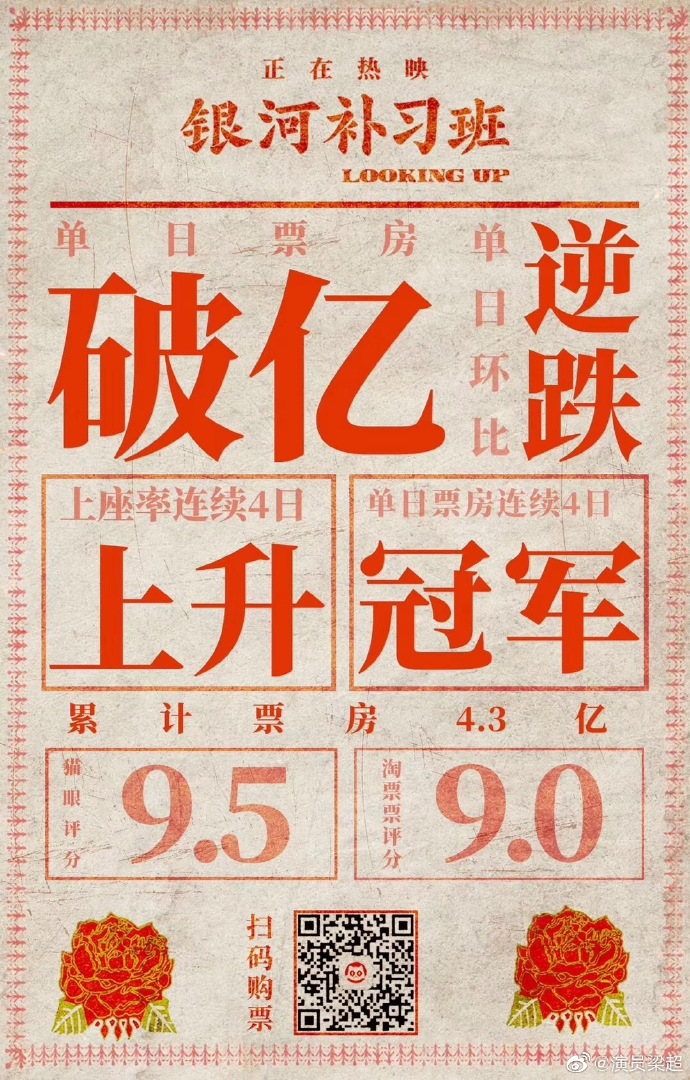 正在热映
银河补习班
LOOKING UP
单日票房
破亿
单日环比
逆跌
上座率连续4日
上升
单日票房连续4日
冠军
累计票房4.3亿
猫眼评分
9.5
淘票票评分
9.0
扫码购票
@演员梁超